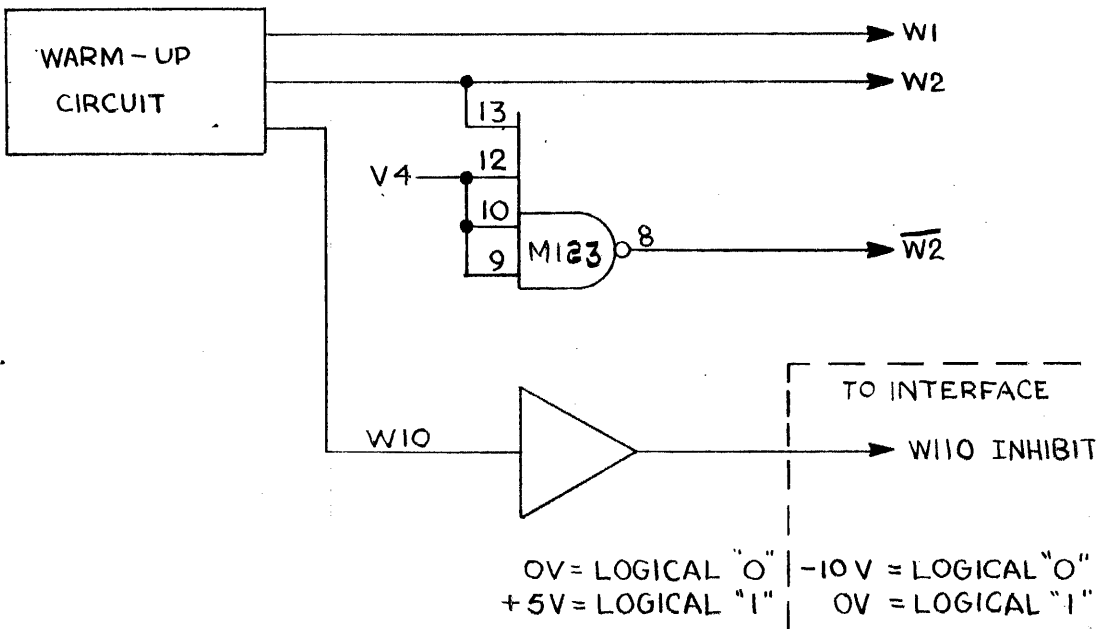 WARM-UP
CIRCUIT
W1
W2
13
12
V4
10
9
M123
8
W2
W10
TO INTERFACE
W110 INHIBIT
0V = LOGICAL "0"
+5V = LOGICAL "1"
-10V = LOGICAL "0"
0V = LOGICAL "1"